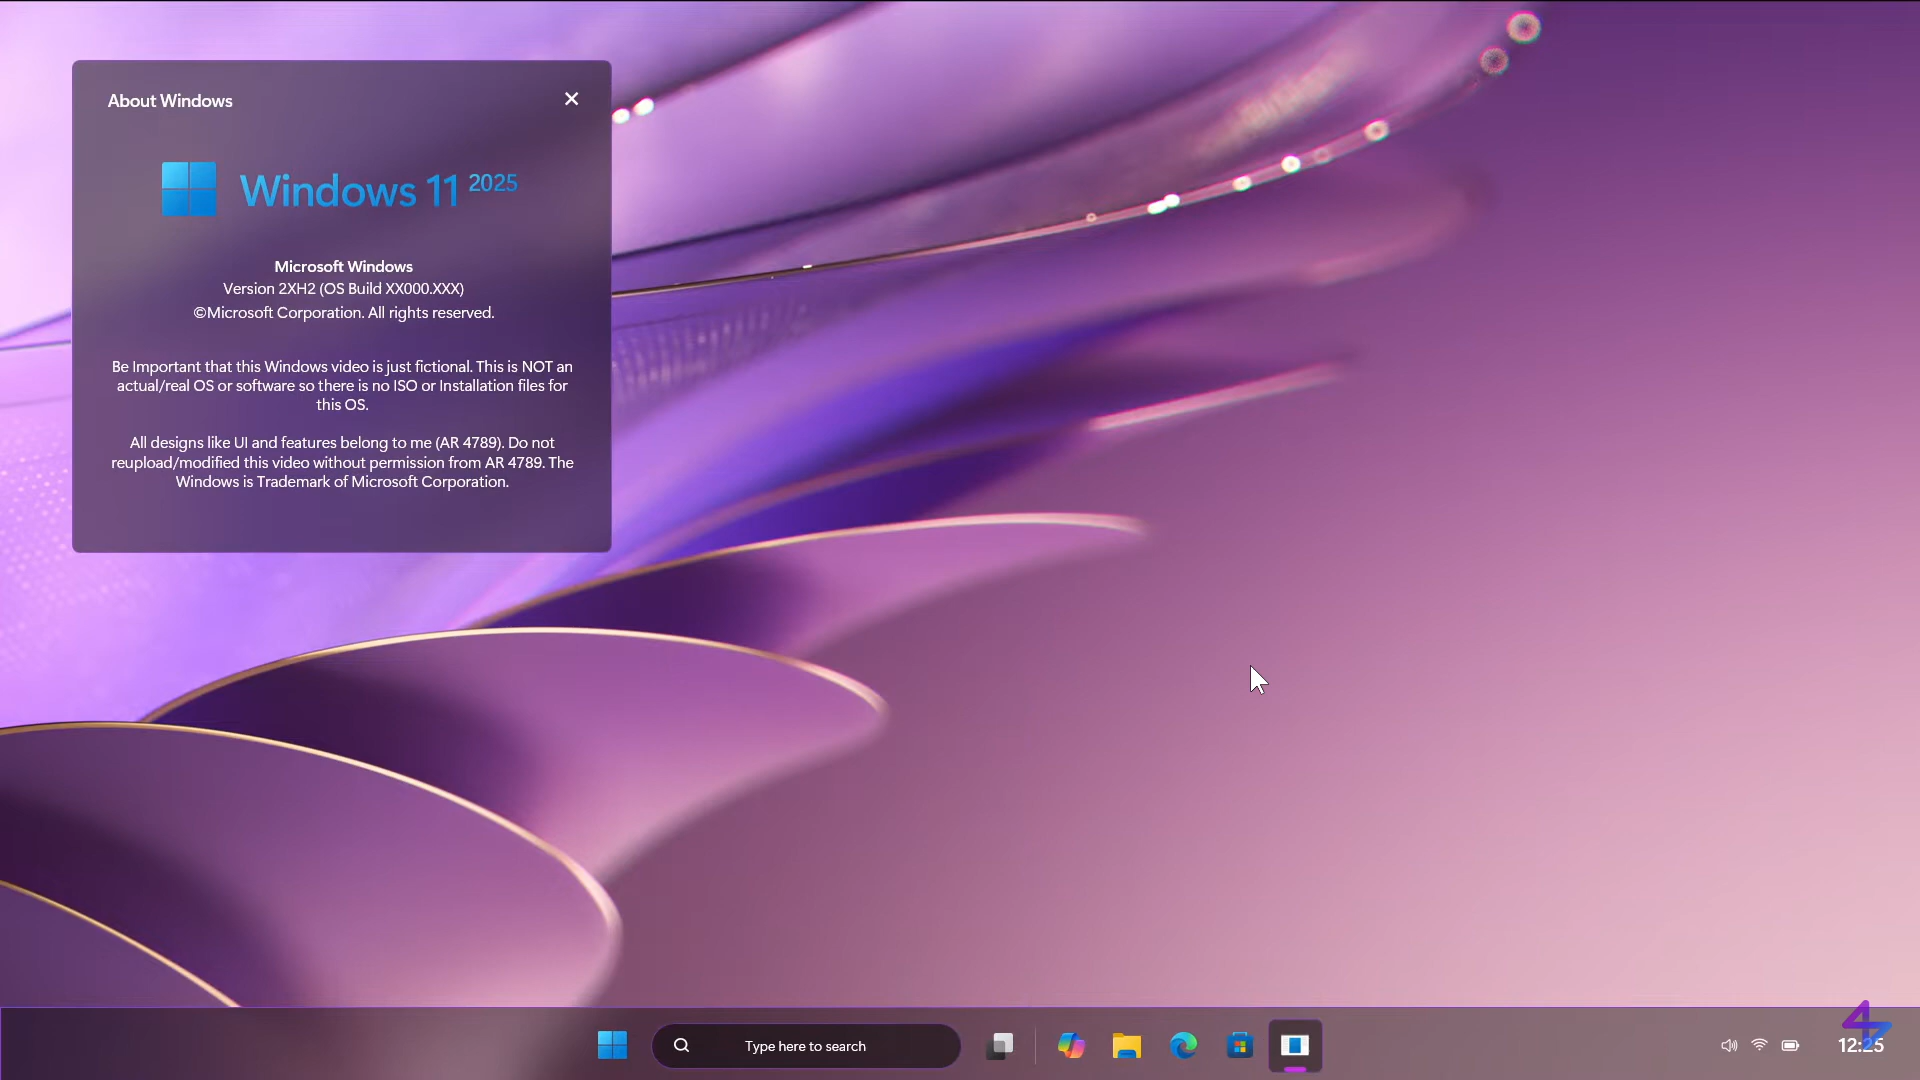 About Windows
Windows 11 2025
Microsoft Windows
Version 2XH2 (OS Build XX000.XXX)
©Microsoft Corporation. All rights reserved.
Be Important that this Windows video is just fictional. This is NOT an
actual/real OS or software so there is no ISO or Installation files for
this OS.
All designs like UI and features belong to me (AR 4789). Do not
reupload/modified this video without permission from AR 4789. The
Windows is Trademark of Microsoft Corporation.
Type here to search
12:25
47